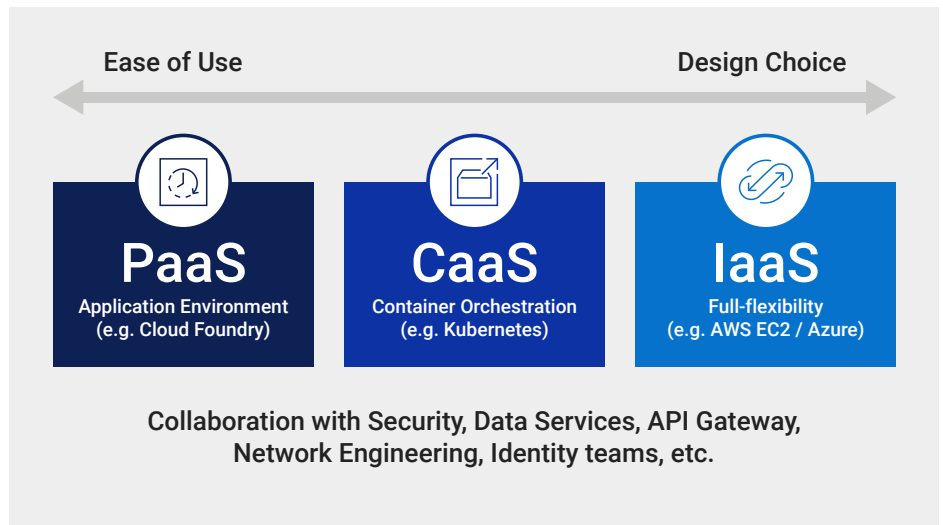 Ease of Use
Design Choice
PaaS
Application Environment
(e.g. Cloud Foundry)
CaaS
Container Orchestration
(e.g. Kubernetes)
IaaS
Full-flexibility
(e.g. AWS EC2 / Azure)
Collaboration with Security, Data Services, API Gateway,
Network Engineering, Identity teams, etc.